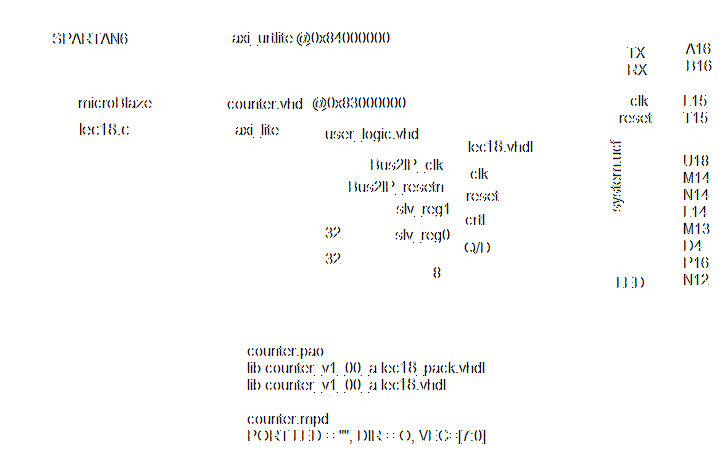 SPARTAN6 axi_urtlite @0x84000000
TX A16
RX B16
microBlaze counter.vhd @0x83000000
clk L15
lec18.c axi_lite user_logic.vhd
reset T15
lec18.vhdl
system.ucf
Bus2IP_clk clk
U18
Bus2IP_resetn reset
M14
N14
slv_reg1 crtl
L14
32 slv_reg0 Q/D
M13
D4
32
P16
8
LED N12
counter.pao
lib counter_v1_00_a lec18_pack.vhdl
lib counter_v1_00_a lec18.vhdl
counter.mpd
PORT LED = "", DIR = O, VEC=[7:0]